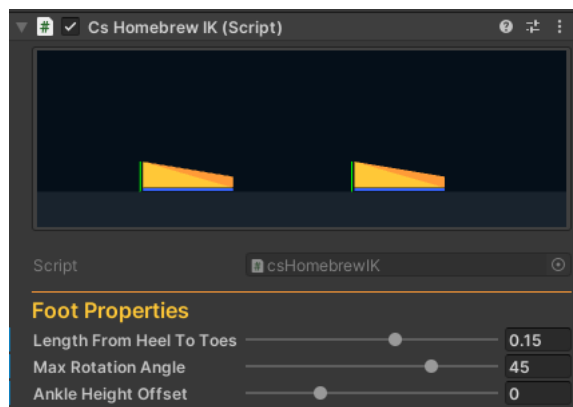 # Cs Homebrew IK (Script)
Script # csHomebrewIK
Foot Properties
Length From Heel To Toes 0.15
Max Rotation Angle 45
Ankle Height Offset 0